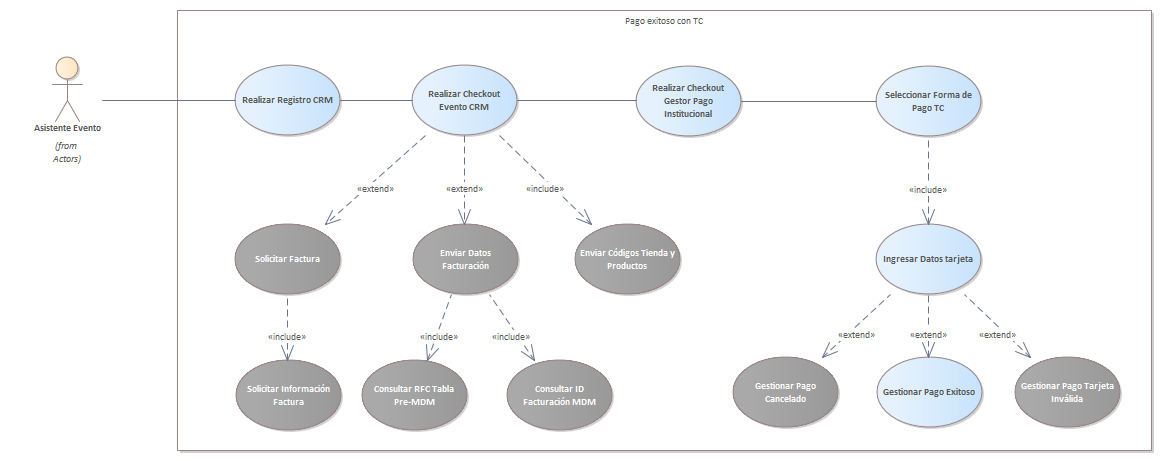 Pago exitoso con TC
Asistente Evento
(from
Actors)
Realizar Registro CRM
Realizar Checkout
Evento CRM
Realizar Checkout
Gestor Pago
Institucional
Seleccionar Forma de
Pago TC
«extend»
«extend»
«include»
«include»
Solicitar Factura
Enviar Datos
Facturación
Enviar Códigos Tienda y
Productos
Ingresar Datos tarjeta
«include»
«include»
«include»
«extend»
«extend»
«extend»
Solicitar Información
Factura
Consultar RFC Tabla
Pre-MDM
Consultar ID
Facturación MDM
Gestionar Pago
Cancelado
Gestionar Pago Exitoso
Gestionar Pago Tarjeta
Inválida